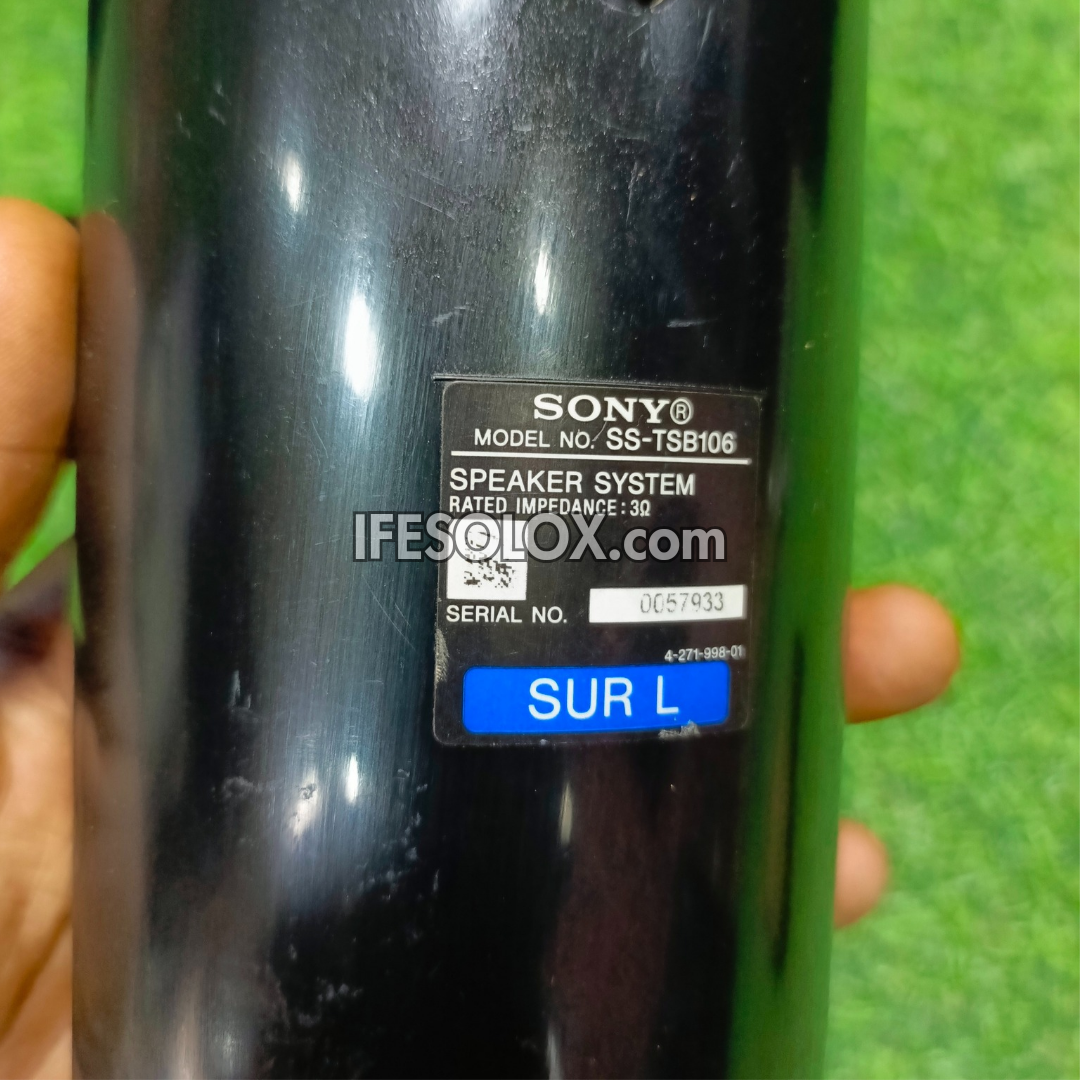 SONY®
MODEL NO. SS-TSB106
SPEAKER SYSTEM
RATED IMPEDANCE : 3Ω
IFESOLOX.com
SERIAL NO. 0057933
4-271-998-01
SUR L